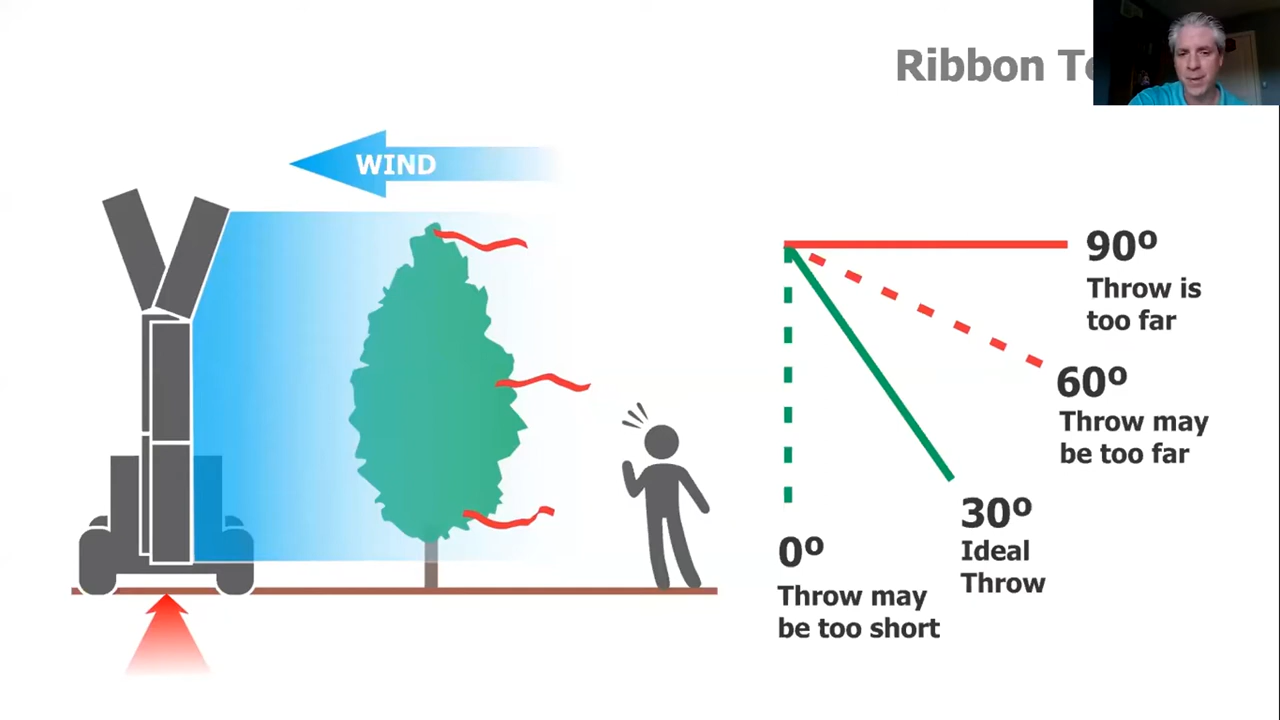 Ribbon
WIND
90º
Throw is
too far
60º
Throw may
be too far
30º
Ideal
Throw
0º
Throw may
be too short